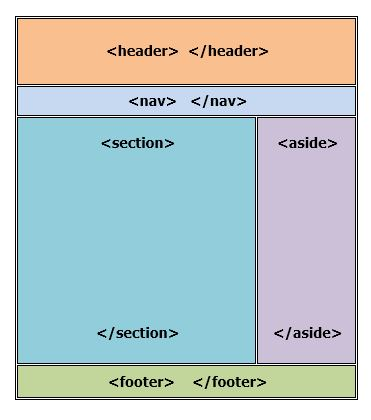 <header> </header>
<nav> </nav>
<section>
<aside>
</section>
</aside>
<footer> </footer>